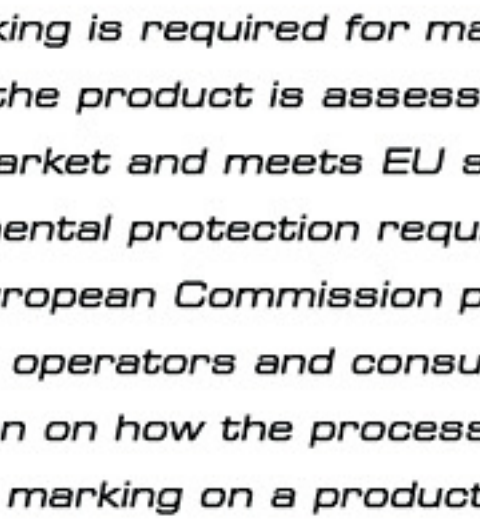 king is required for ma
the product is assess
arket and meets EU s
ental protection requ
ropean Commission p
operators and consu
n on how the process
marking on a product